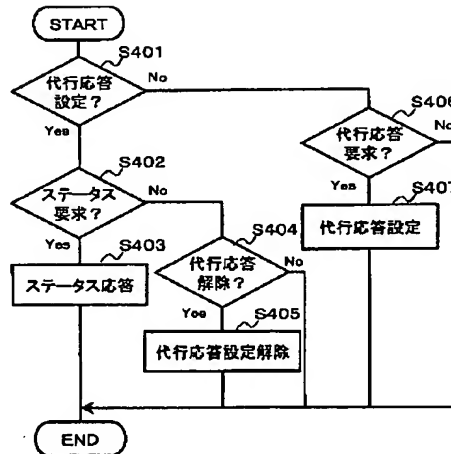 START
S401
代行応答
設定?
No
Yes
S402
ステータス
要求?
No
Yes
S403
ステータス応答
S404
代行応答
解除?
No
Yes
S405
代行応答設定解除
S406
代行応答
要求?
No
Yes
S407
代行応答設定
END